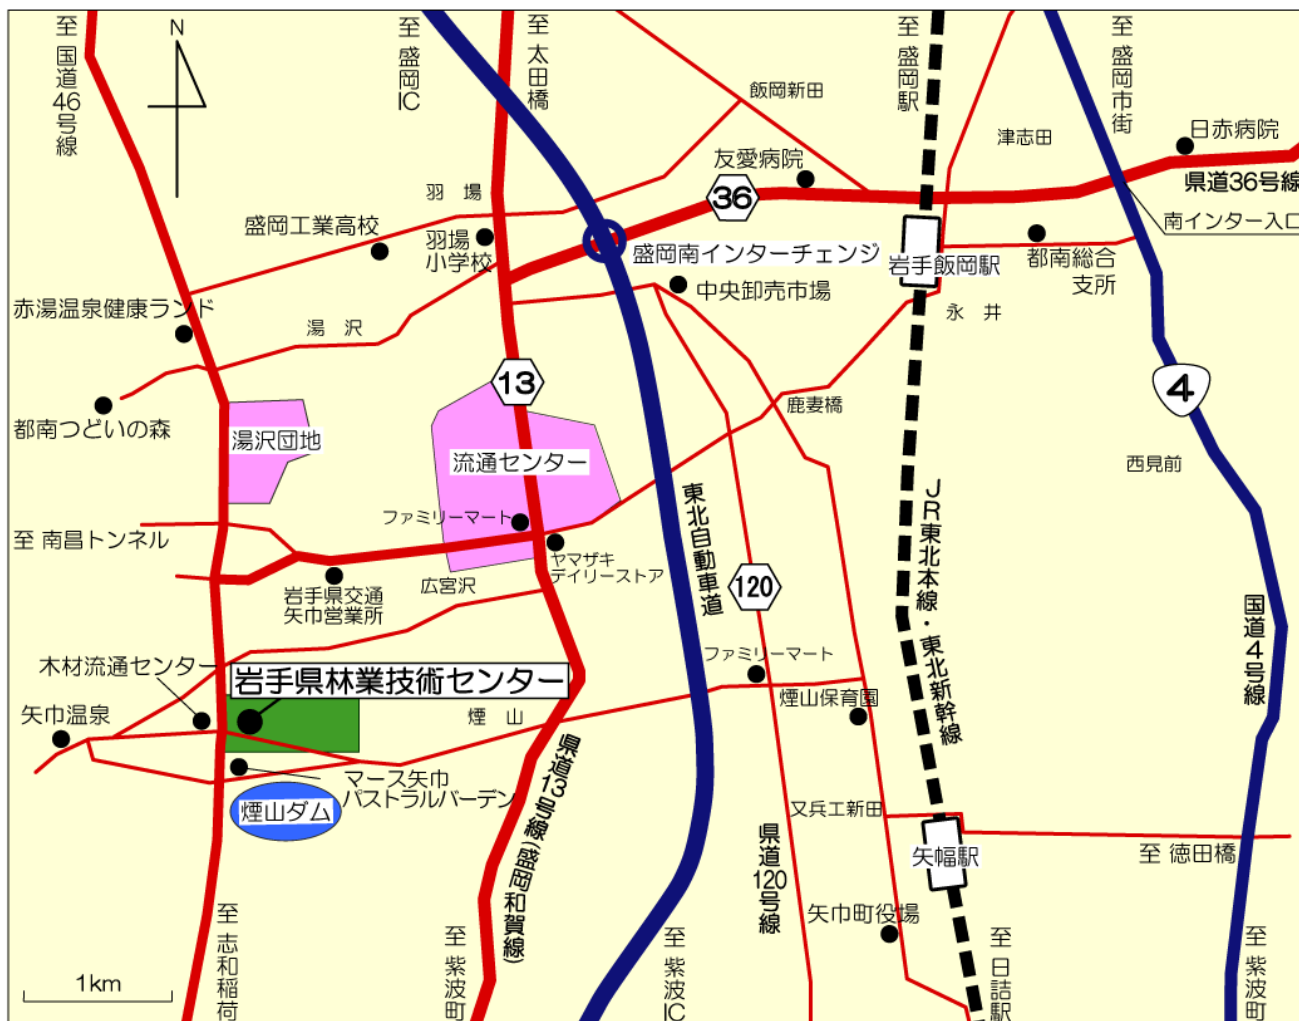 至 国道46号線
N
至 盛岡IC
至 太田橋
至 盛岡駅
至 盛岡市街
飯岡新田
津志田
日赤病院
友愛病院
県道36号線
36
羽 場
南インター入口
盛岡工業高校
羽場
小学校
盛岡南インターチェンジ
岩手飯岡駅
都南総合
支所
中央卸売市場
赤湯温泉健康ランド
湯 沢
永 井
13
4
都南つどいの森
湯沢団地
流通センター
鹿妻橋
西見前
東北自動車道
JR東北本線・東北新幹線
至 南昌トンネル
ファミリーマート
ヤマザキ
デイリーストア
広宮沢
岩手県交通
矢巾営業所
120
国道4号線
木材流通センター
岩手県林業技術センター
ファミリーマート
煙山保育園
矢巾温泉
煙 山
県道13号線(盛岡和賀線)
マース矢巾
パストラルバーデン
煙山ダム
又兵エ新田
県道120号線
矢幅駅
至 徳田橋
矢巾町役場
1km
至 志和稲荷
至 紫波町
至 紫波IC
至 日詰駅
至 紫波町